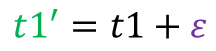 t1′ = t1 + ε